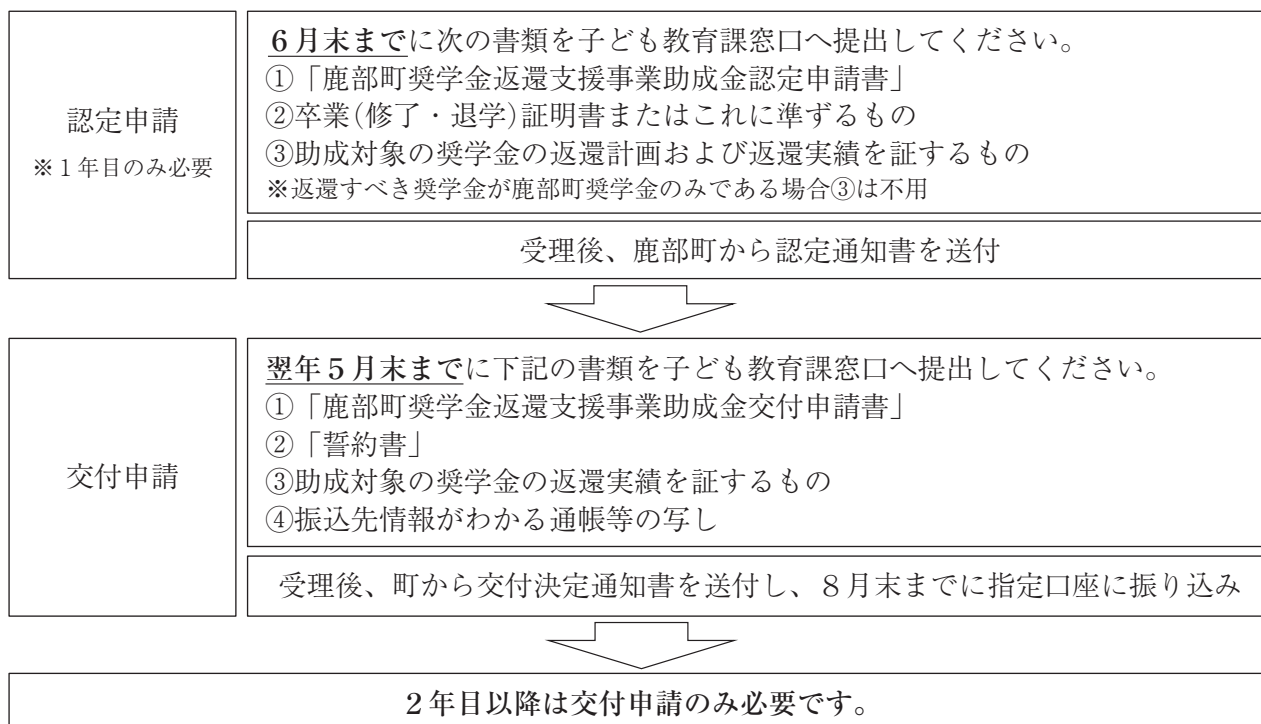 認定申請
※１年目のみ必要
６月末までに次の書類を子ども教育課窓口へ提出してください。
①「鹿部町奨学金返還支援事業助成金認定申請書」
②卒業(修了・退学)証明書またはこれに準ずるもの
③助成対象の奨学金の返還計画および返還実績を証するもの
※返還すべき奨学金が鹿部町奨学金のみである場合③は不用
受理後、鹿部町から認定通知書を送付
交付申請
翌年５月末までに下記の書類を子ども教育課窓口へ提出してください。
①「鹿部町奨学金返還支援事業助成金交付申請書」
②「誓約書」
③助成対象の奨学金の返還実績を証するもの
④振込先情報がわかる通帳等の写し
受理後、町から交付決定通知書を送付し、８月末までに指定口座に振り込み
２年目以降は交付申請のみ必要です。